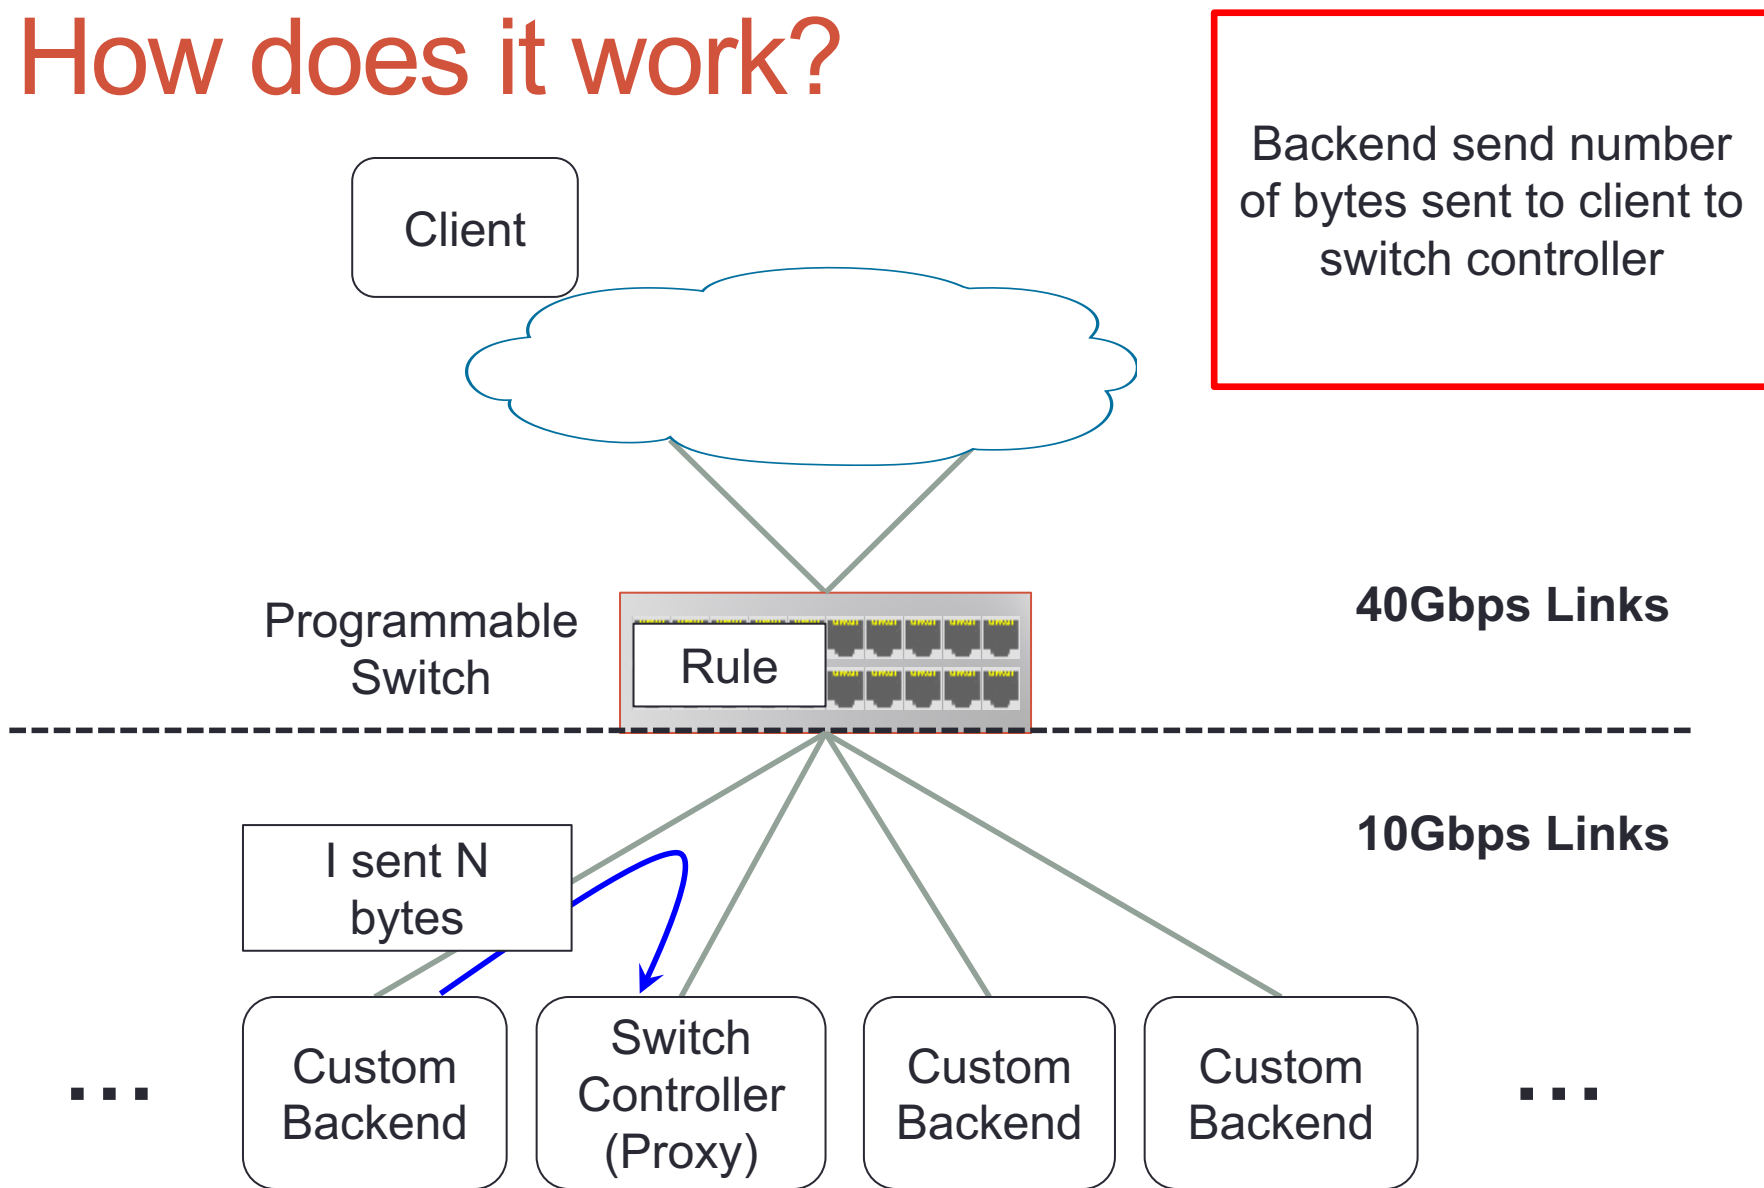 How does it work?
Backend send number
of bytes sent to client to
switch controller
Client
Programmable
Switch
Rule
40Gbps Links
10Gbps Links
I sent N
bytes
...
Custom
Backend
Switch
Controller
(Proxy)
Custom
Backend
Custom
Backend
...